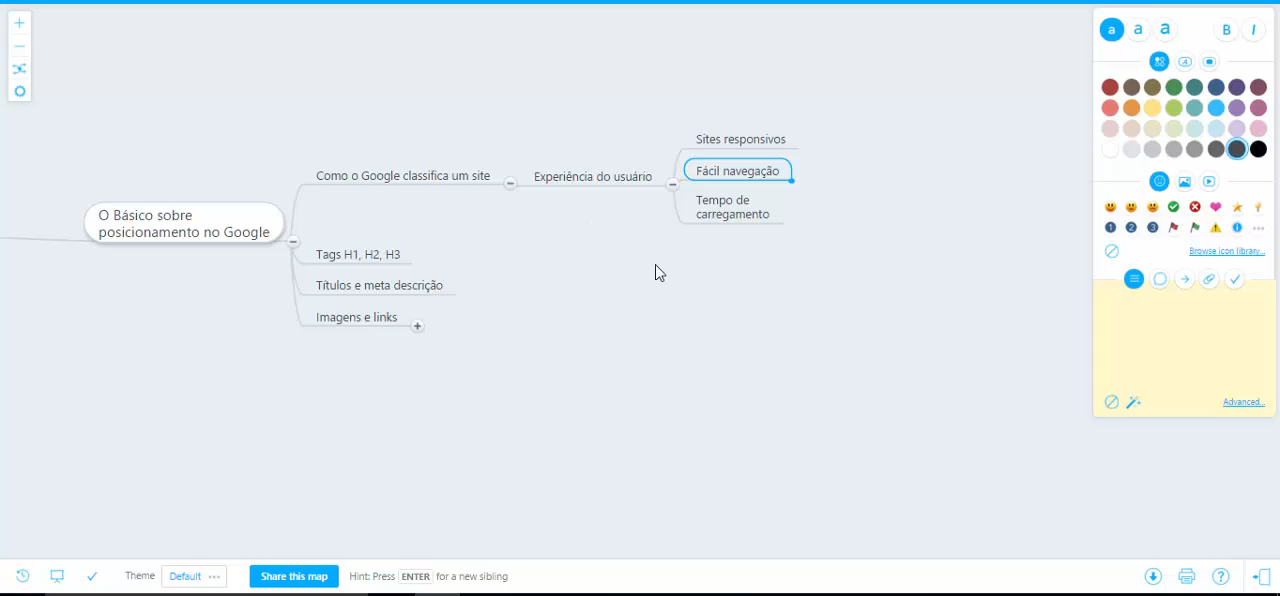 a a a B I
Sites responsivos
Como o Google classifica um site
Experiência do usuário
Fácil navegação
Tempo de
carregamento
O Básico sobre
posicionamento no Google
Tags H1, H2, H3
Títulos e meta descrição
Imagens e links
1 2 3
Browse icon library...
Advanced...
Theme
Default
Share this map
Hint: Press ENTER for a new sibling